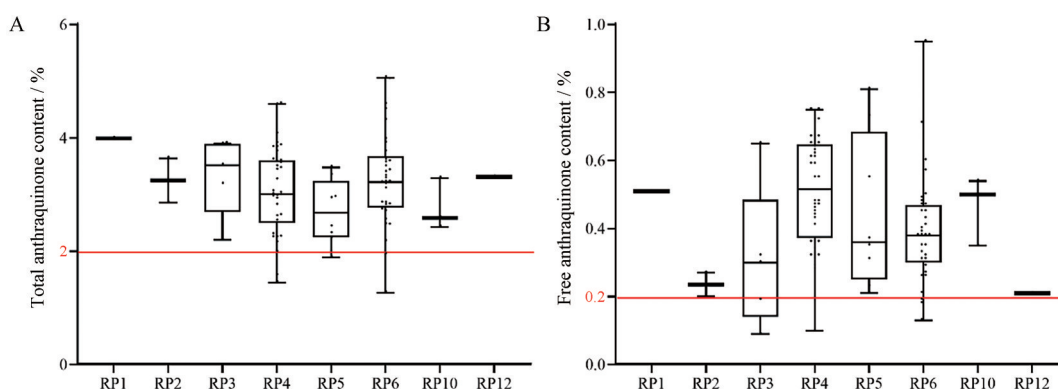 A
Total anthraquinone content / %
6
4
2
0
RP1 RP2 RP3 RP4 RP5 RP6 RP10 RP12
B
Free anthraquinone content / %
1.0
0.8
0.6
0.4
0.2
0.0
RP1 RP2 RP3 RP4 RP5 RP6 RP10 RP12